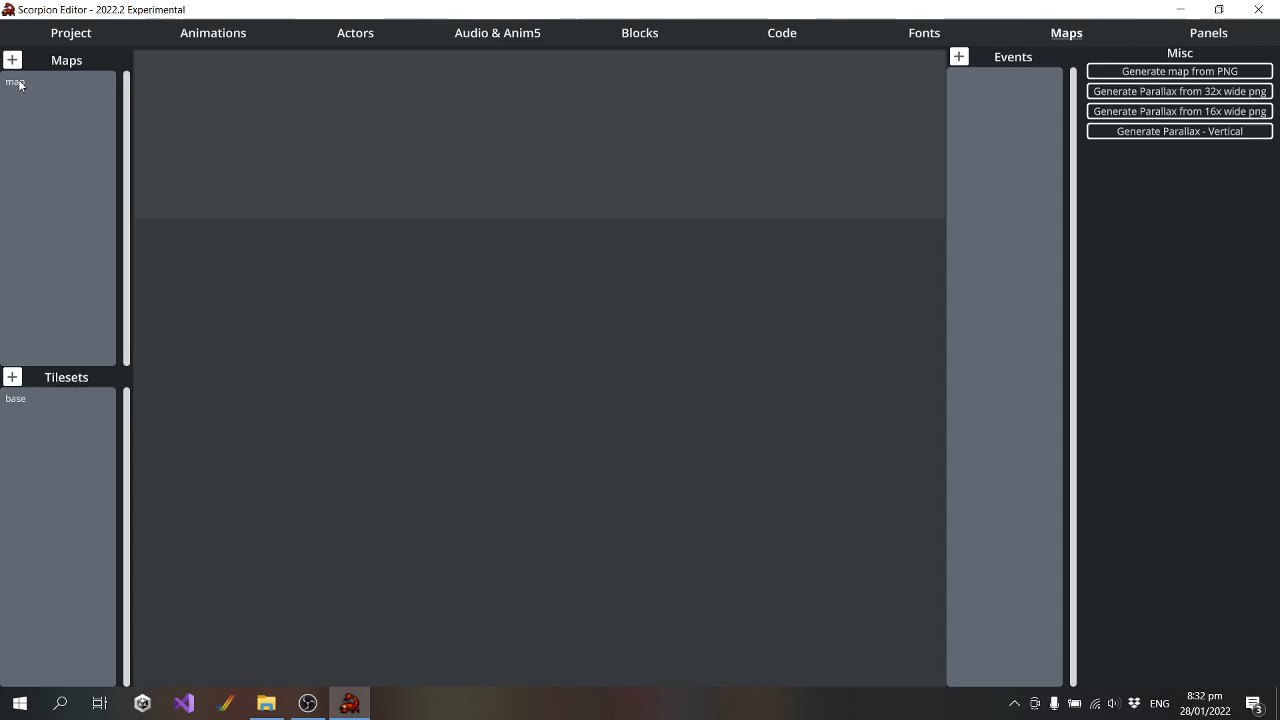 Scorpion Editor - 2022.2 Experimental
Project Animations Actors Audio & Anim5 Blocks Code Fonts Maps Panels
+ Maps
map
+ Tilesets
base
+ Events
Misc
Generate map from PNG
Generate Parallax from 32x wide png
Generate Parallax from 16x wide png
Generate Parallax - Vertical
ENG
8:32 pm
28/01/2022
3